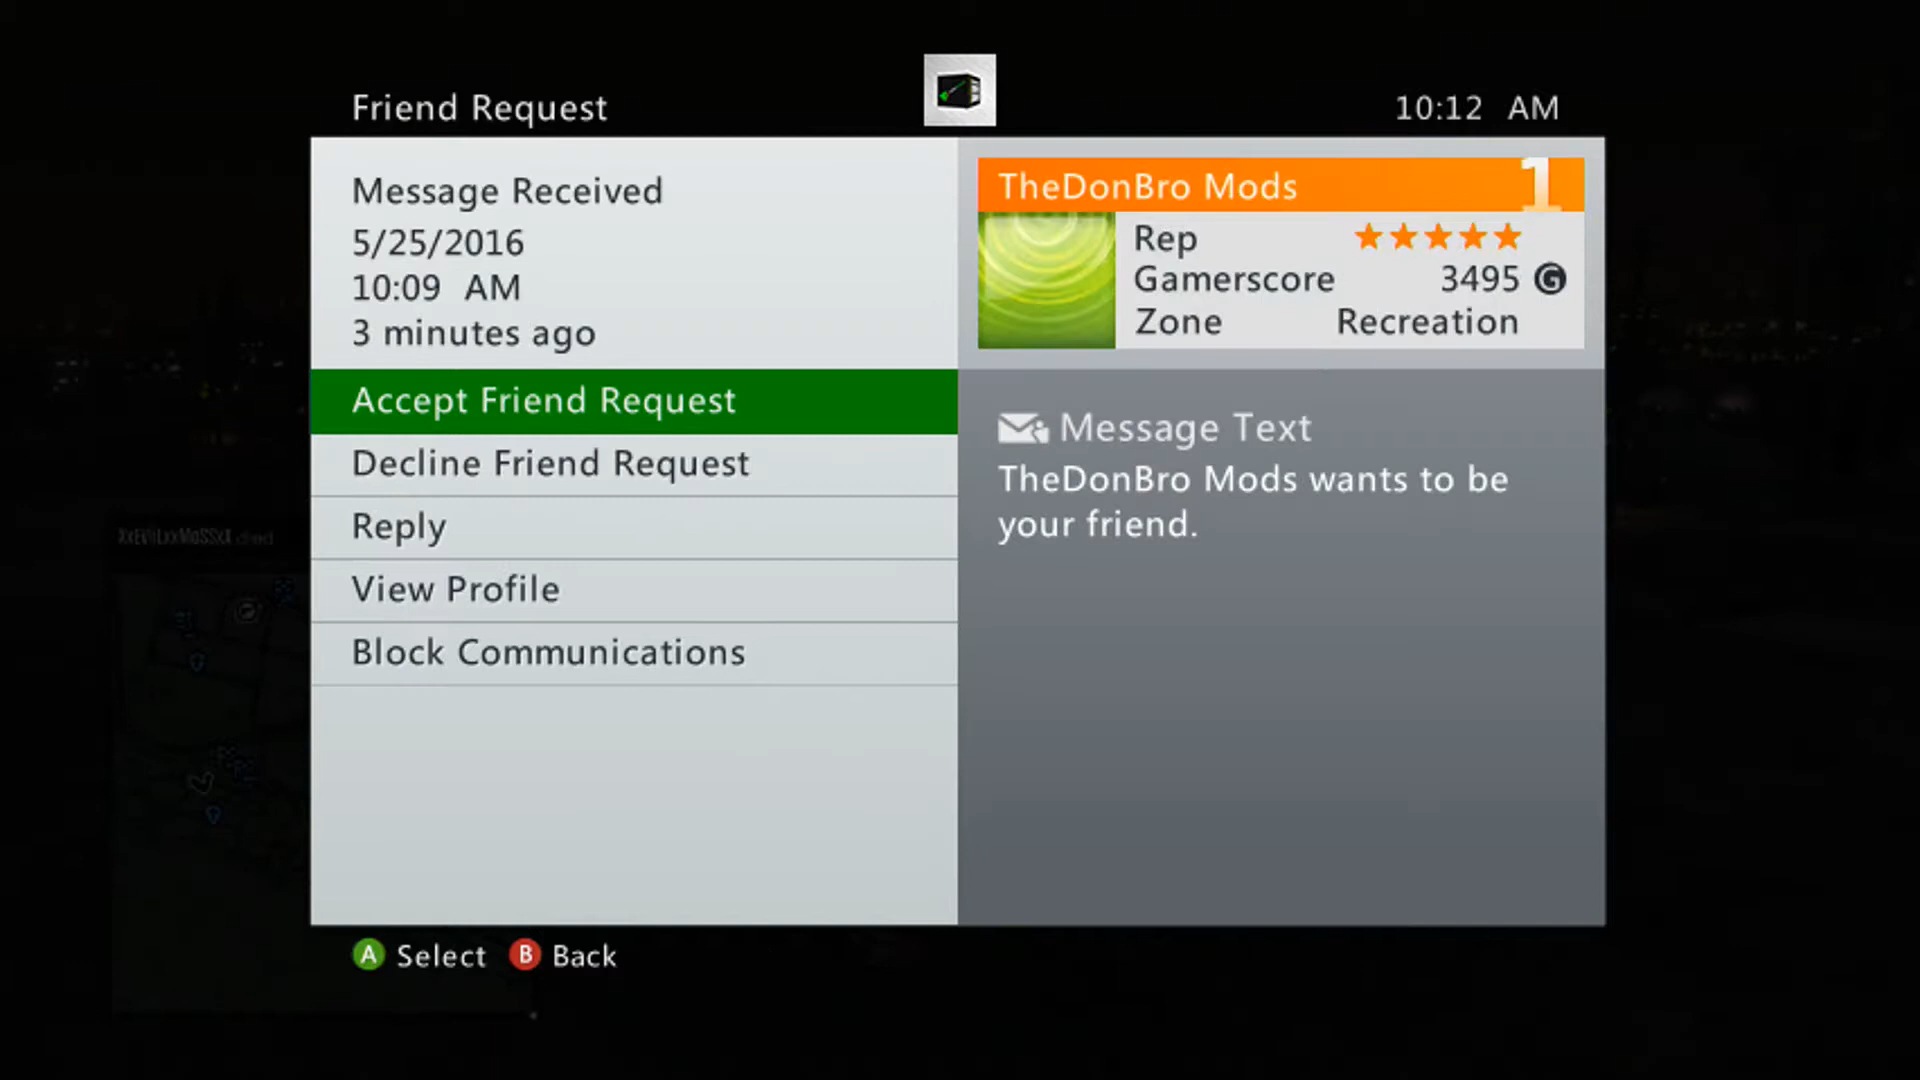 Friend Request
10:12 AM
Message Received
5/25/2016
10:09 AM
3 minutes ago
Accept Friend Request
Decline Friend Request
Reply
View Profile
Block Communications
TheDonBro Mods 1
Rep
Gamerscore 3495 G
Zone Recreation
Message Text
TheDonBro Mods wants to be
your friend.
died
A Select B Back